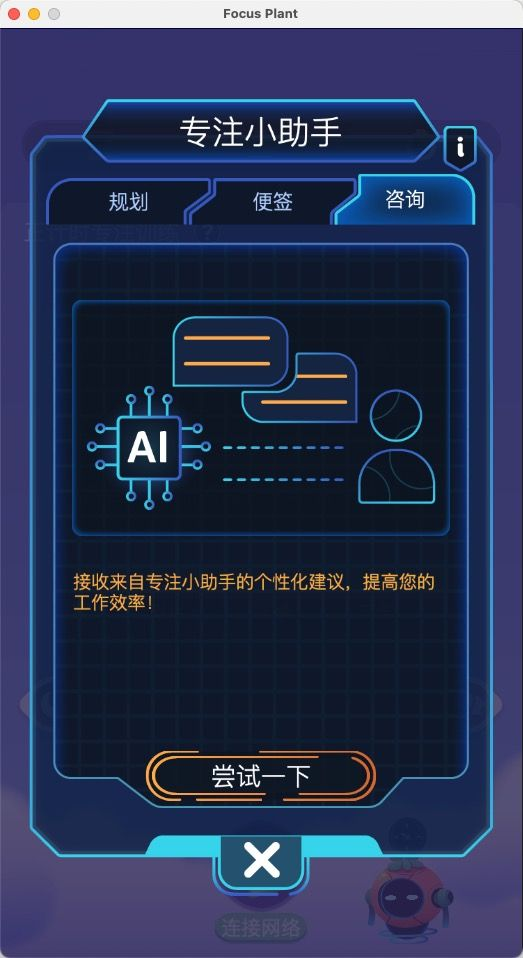 Focus Plant
专注小助手
规划
便签
咨询
AI
接收来自专注小助手的个性化建议，提高您的
工作效率！
尝试一下
连接网络